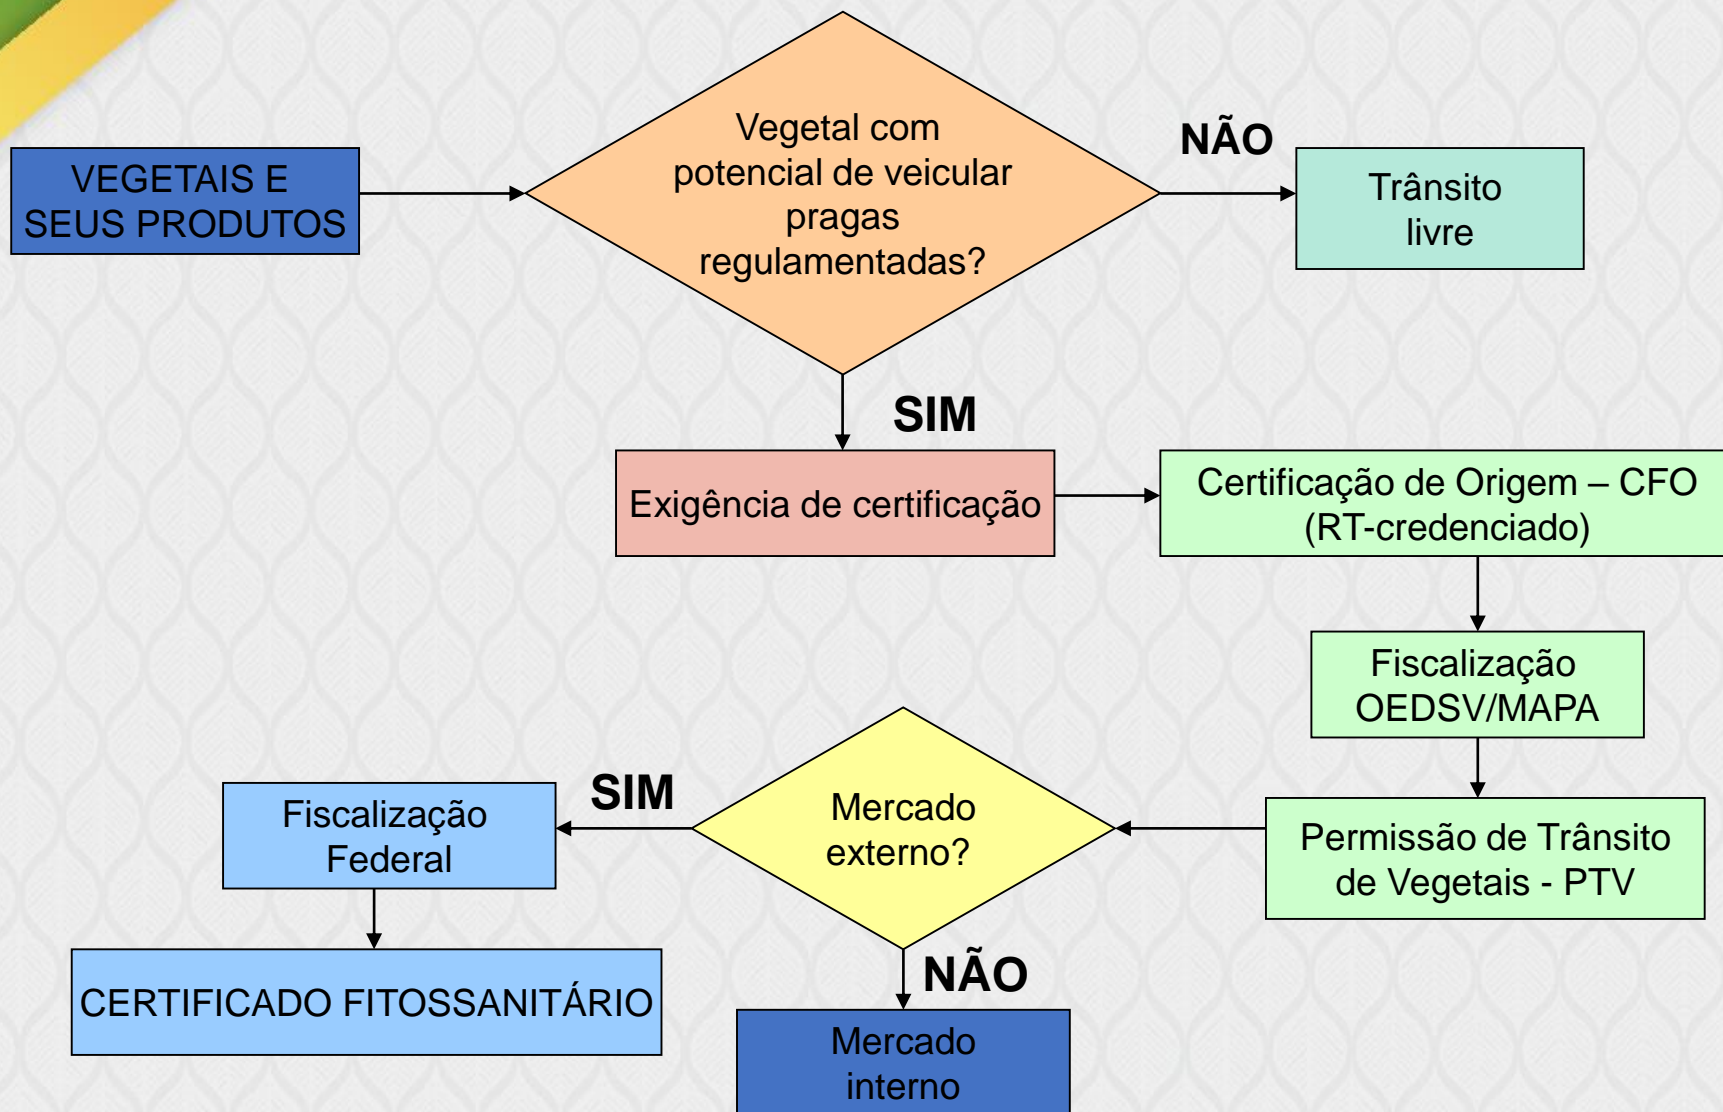 VEGETAIS E
SEUS PRODUTOS
Vegetal com
potencial de veicular
pragas
regulamentadas?
NÃO
Trânsito
livre
SIM
Exigência de certificação
Certificação de Origem – CFO
(RT-credenciado)
Fiscalização
OEDSV/MAPA
Permissão de Trânsito
de Vegetais - PTV
Mercado
externo?
SIM
Fiscalização
Federal
CERTIFICADO FITOSSANITÁRIO
NÃO
Mercado
interno